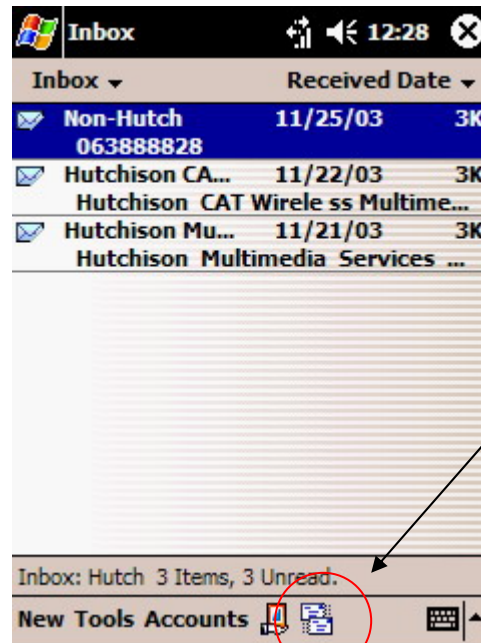 Inbox 12:28
Inbox Received Date
Non-Hutch 11/25/03 3K
063888828
Hutchison CA... 11/22/03 3K
Hutchison CAT Wirele ss Multime...
Hutchison Mu... 11/21/03 3K
Hutchison Multimedia Services ...
Inbox: Hutch 3 Items, 3 Unread.
New Tools Accounts